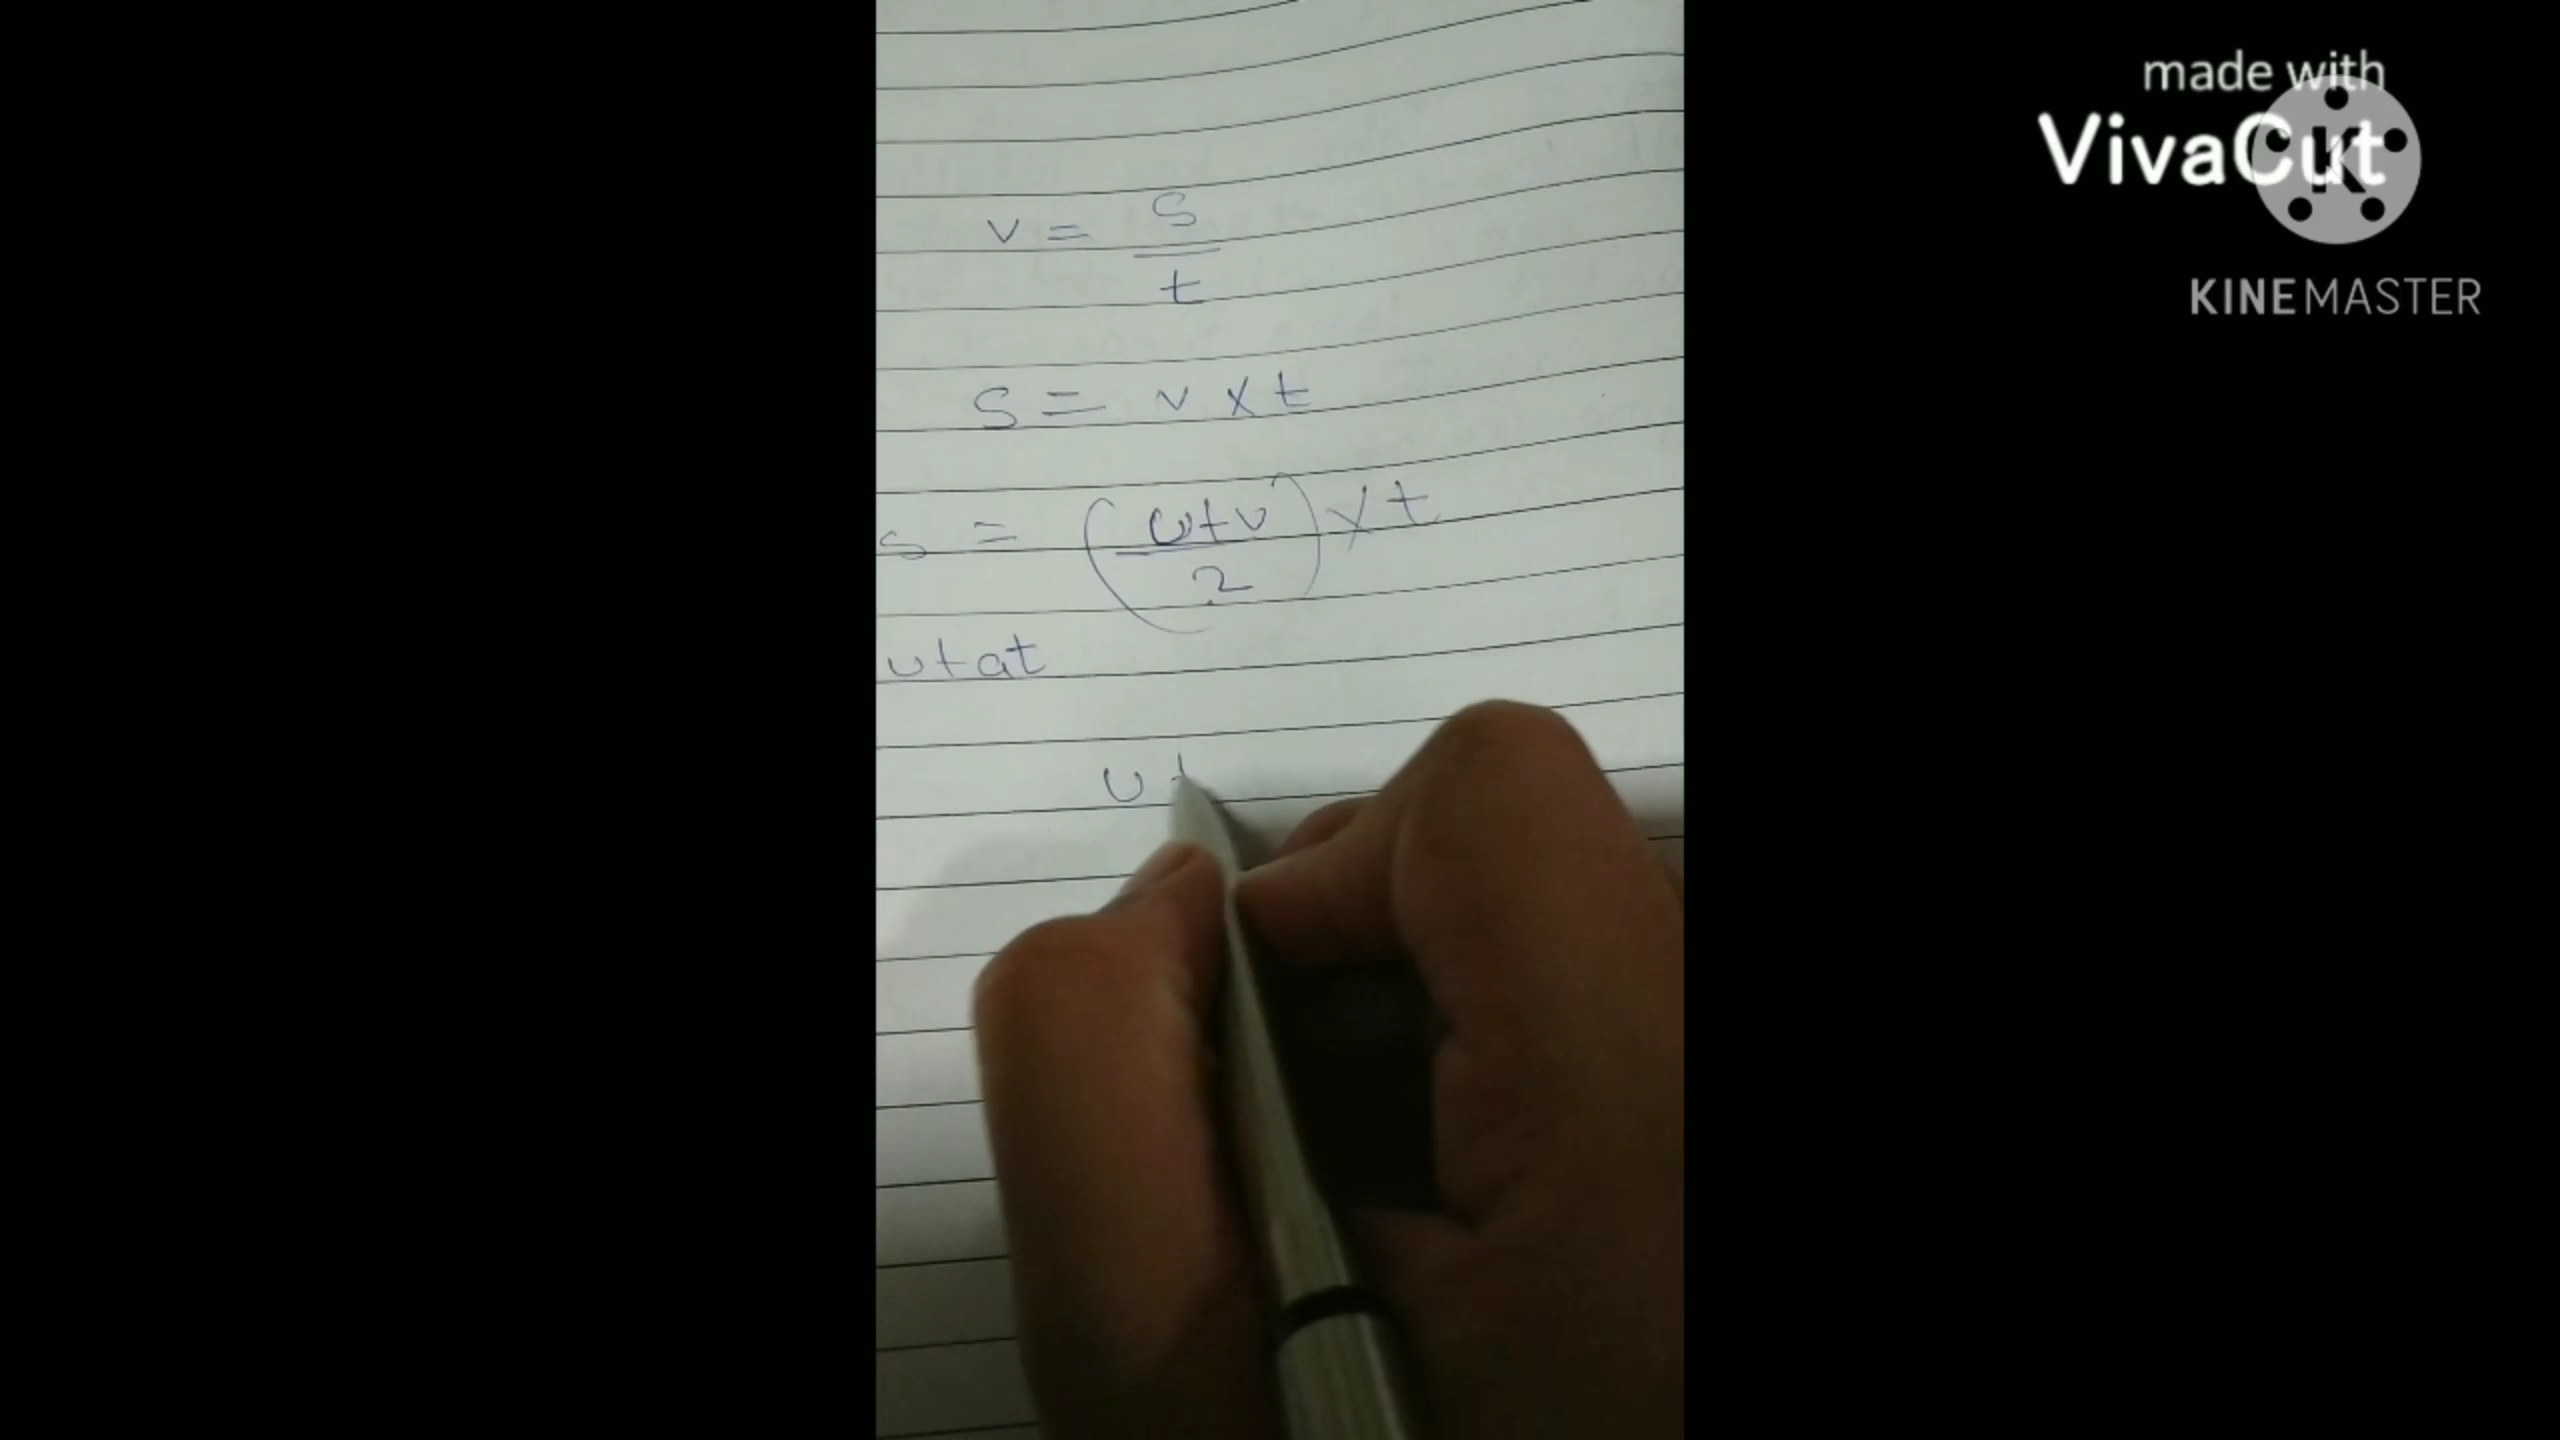 made with
VivaCut
K
KINEMASTER
v = s/t
S = v x t
s = (u+v/2) x t
u+at
u +